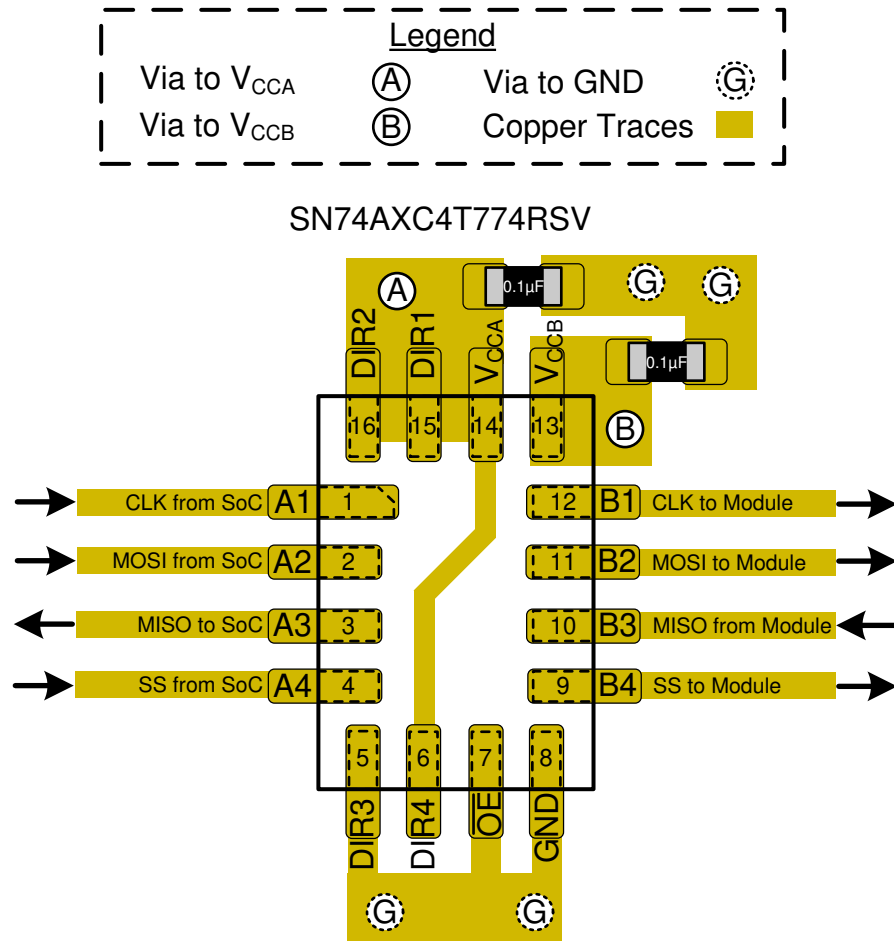 Legend
Via to VCCA A Via to GND G
Via to VCCB B Copper Traces
SN74AXC4T774RSV
A 0.1µF G G
DIR2 DIR1 VCCA VCCB 0.1µF
16 15 14 13 B
CLK from SoC A1 1 12 B1 CLK to Module
MOSI from SoC A2 2 11 B2 MOSI to Module
MISO to SoC A3 3 10 B3 MISO from Module
SS from SoC A4 4 9 B4 SS to Module
5 6 7 8
DIR3 DIR4 O̅E̅ GND
G G